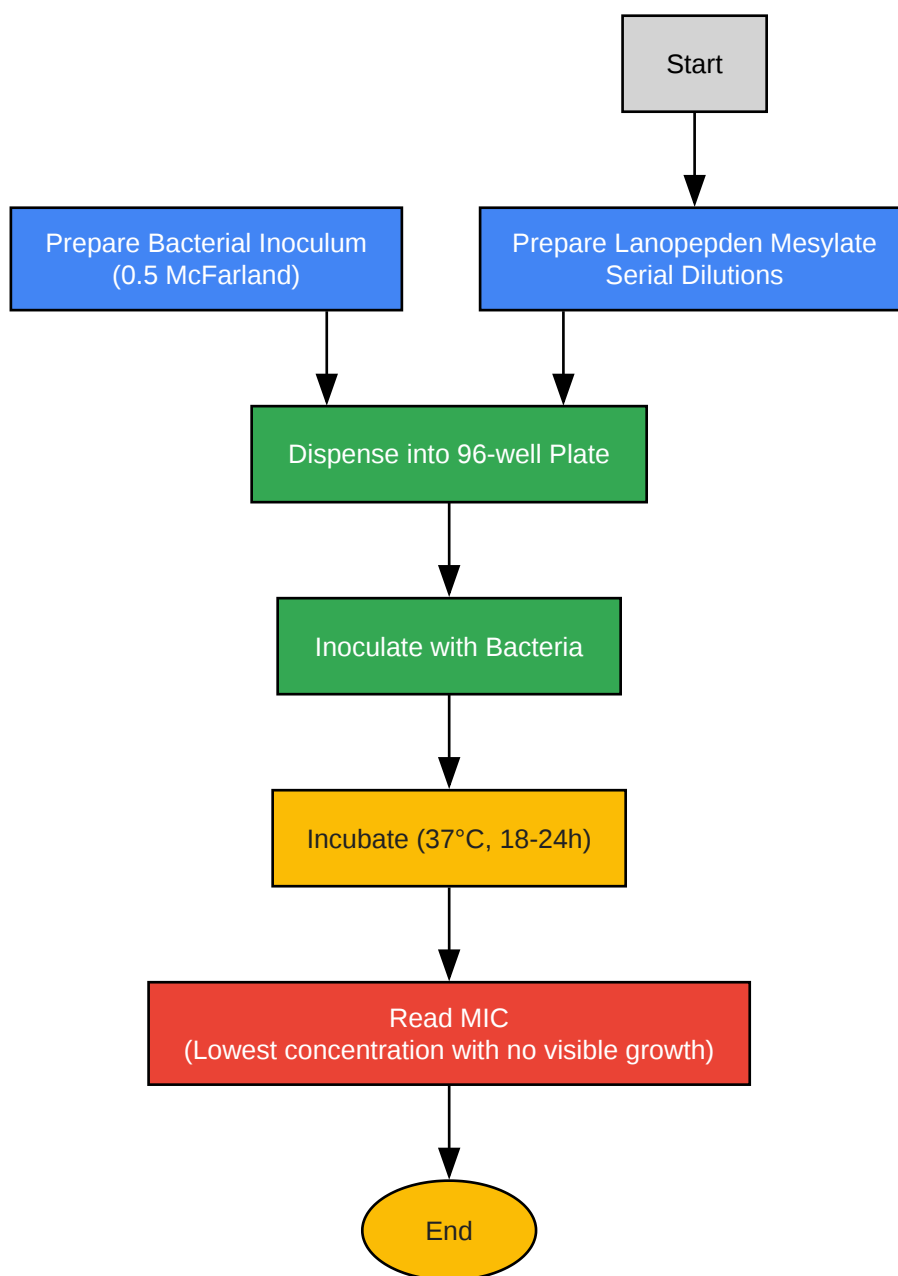 Start
Prepare Bacterial Inoculum
(0.5 McFarland)
Prepare Lanopepden Mesylate
Serial Dilutions
Dispense into 96-well Plate
Inoculate with Bacteria
Incubate (37°C, 18-24h)
Read MIC
(Lowest concentration with no visible growth)
End